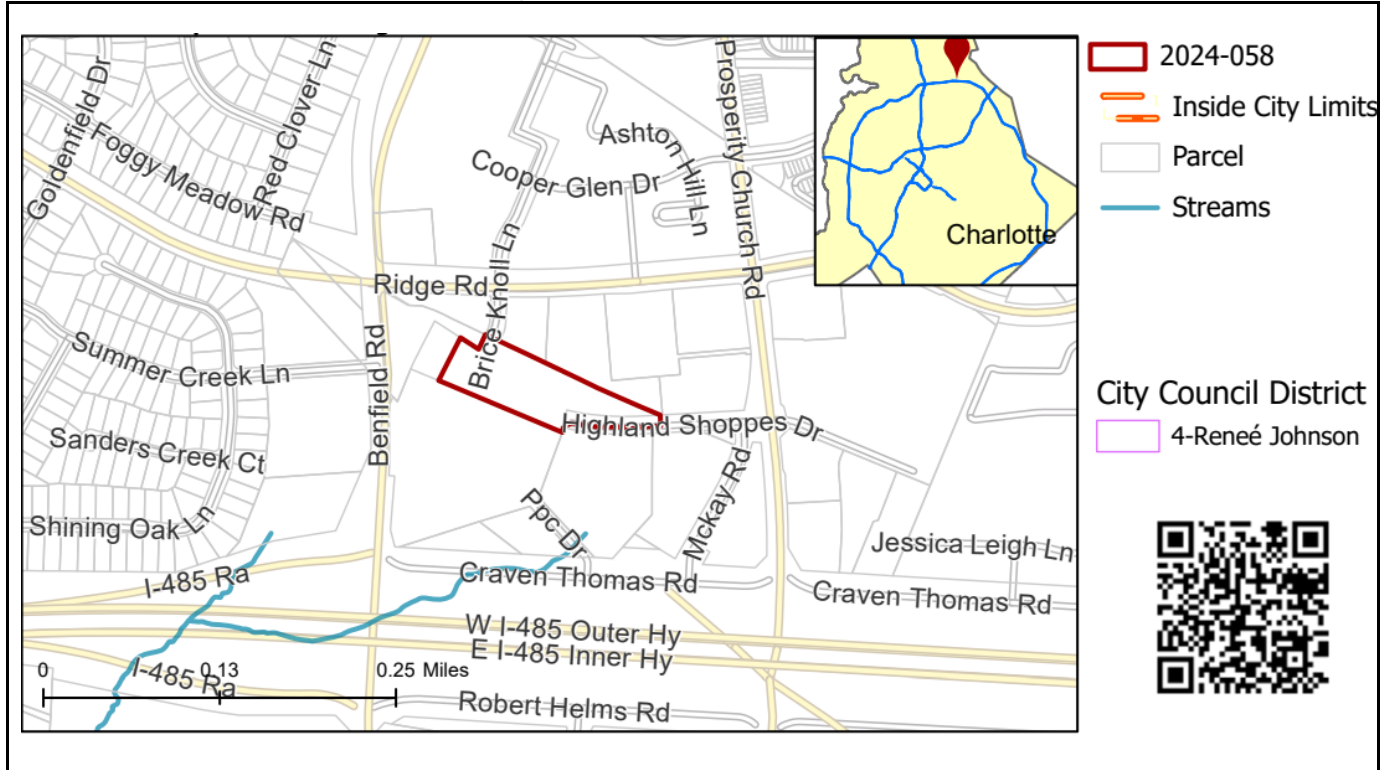 Goldenfield Dr
Foggy Meadow Rd
Red Clover Ln
Cooper Glen Dr
Ashton Hill Ln
Prosperity Church Rd
Ridge Rd
Brice Knoll Ln
Benfield Rd
Summer Creek Ln
Sanders Creek Ct
Shining Oak Ln
Highland Shoppes Dr
Mckay Rd
Ppc Dr
Jessica Leigh Ln
I-485 Ra
Craven Thomas Rd
Craven Thomas Rd
W I-485 Outer Hy
E I-485 Inner Hy
I-485 Ra
Robert Helms Rd
0 0.13 0.25 Miles
Charlotte
2024-058
Inside City Limits
Parcel
Streams
City Council District
4-Reneé Johnson